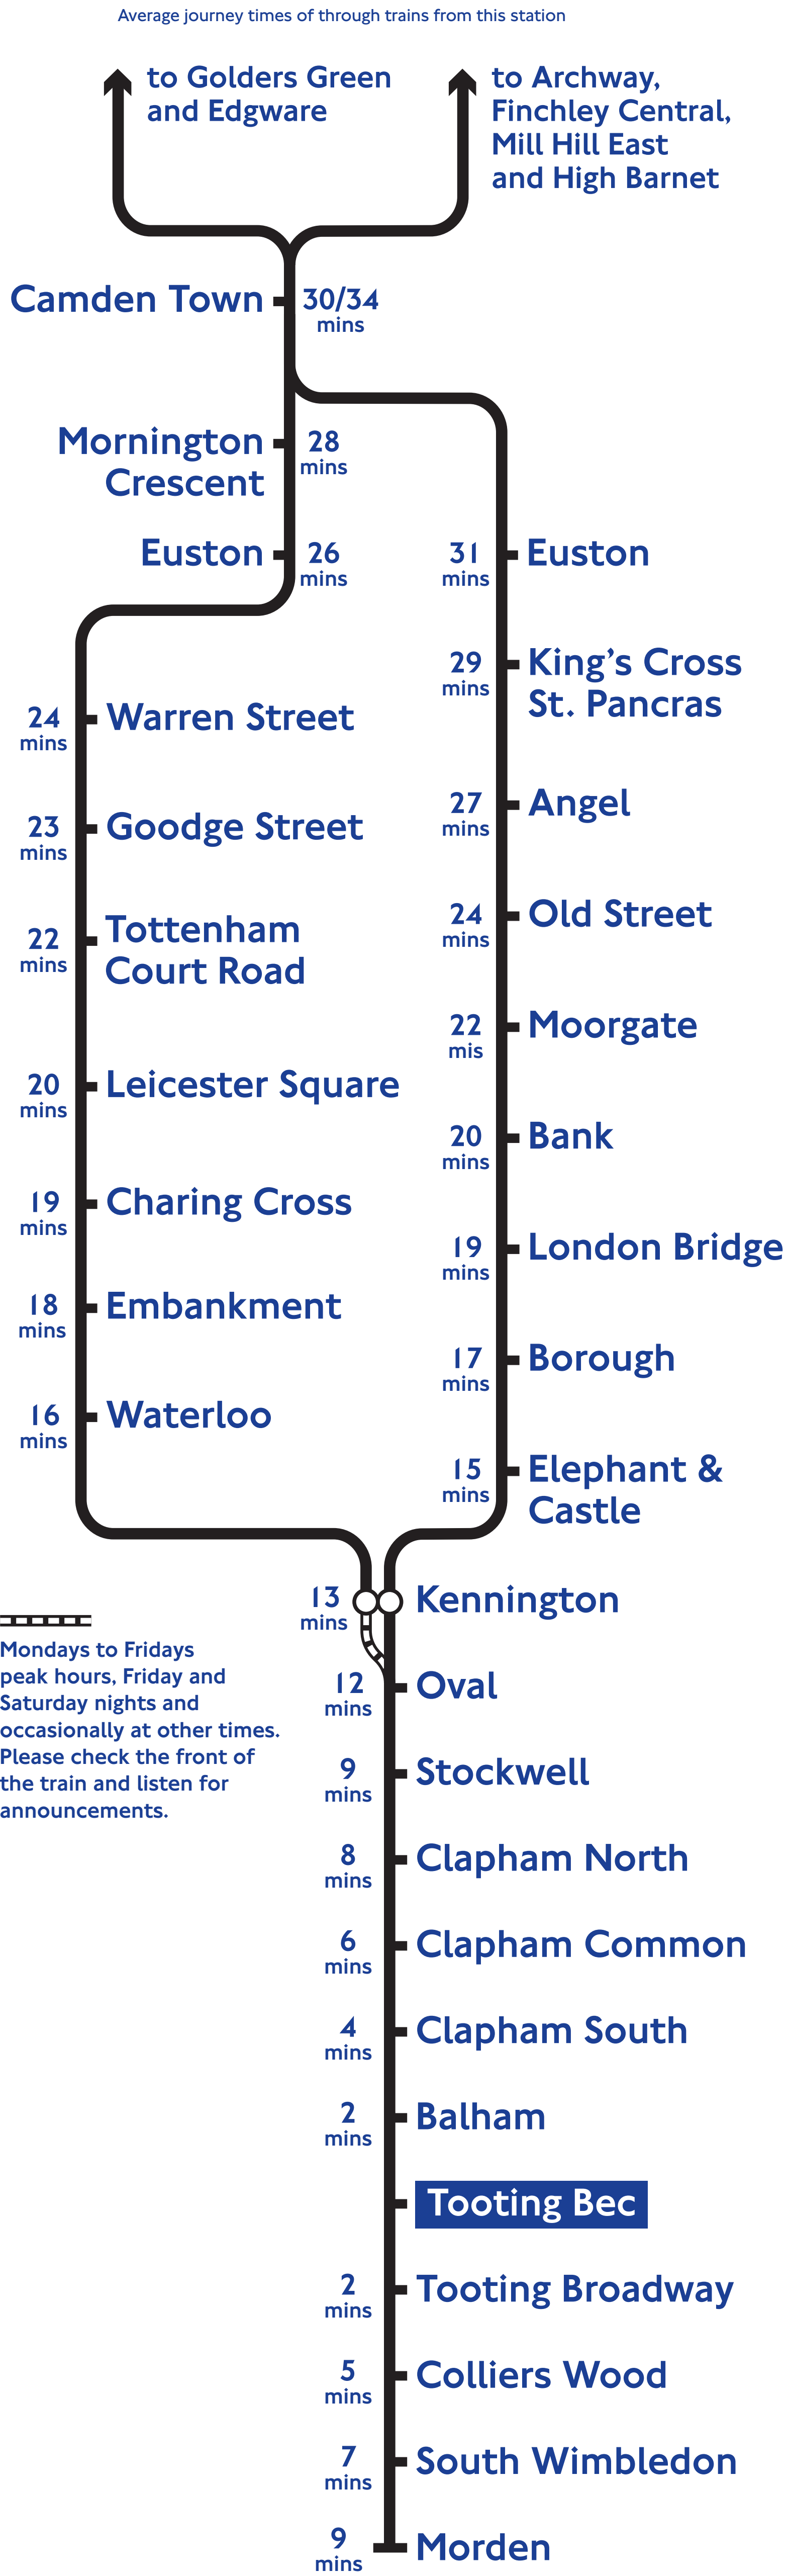 Average journey times of through trains from this station
to Golders Green
and Edgware
to Archway,
Finchley Central,
Mill Hill East
and High Barnet
Camden Town
30/34
mins
Mornington
Crescent
28
mins
Euston
26
mins
24
mins
Warren Street
23
mins
Goodge Street
22
mins
Tottenham
Court Road
20
mins
Leicester Square
19
mins
Charing Cross
18
mins
Embankment
16
mins
Waterloo
31
mins
Euston
29
mins
King's Cross
St. Pancras
27
mins
Angel
24
mins
Old Street
22
mis
Moorgate
20
mins
Bank
19
mins
London Bridge
17
mins
Borough
15
mins
Elephant &
Castle
13
mins
Kennington
Mondays to Fridays
peak hours, Friday and
Saturday nights and
occasionally at other times.
Please check the front of
the train and listen for
announcements.
12
mins
Oval
9
mins
Stockwell
8
mins
Clapham North
6
mins
Clapham Common
4
mins
Clapham South
2
mins
Balham
Tooting Bec
2
mins
Tooting Broadway
5
mins
Colliers Wood
7
mins
South Wimbledon
9
mins
Morden